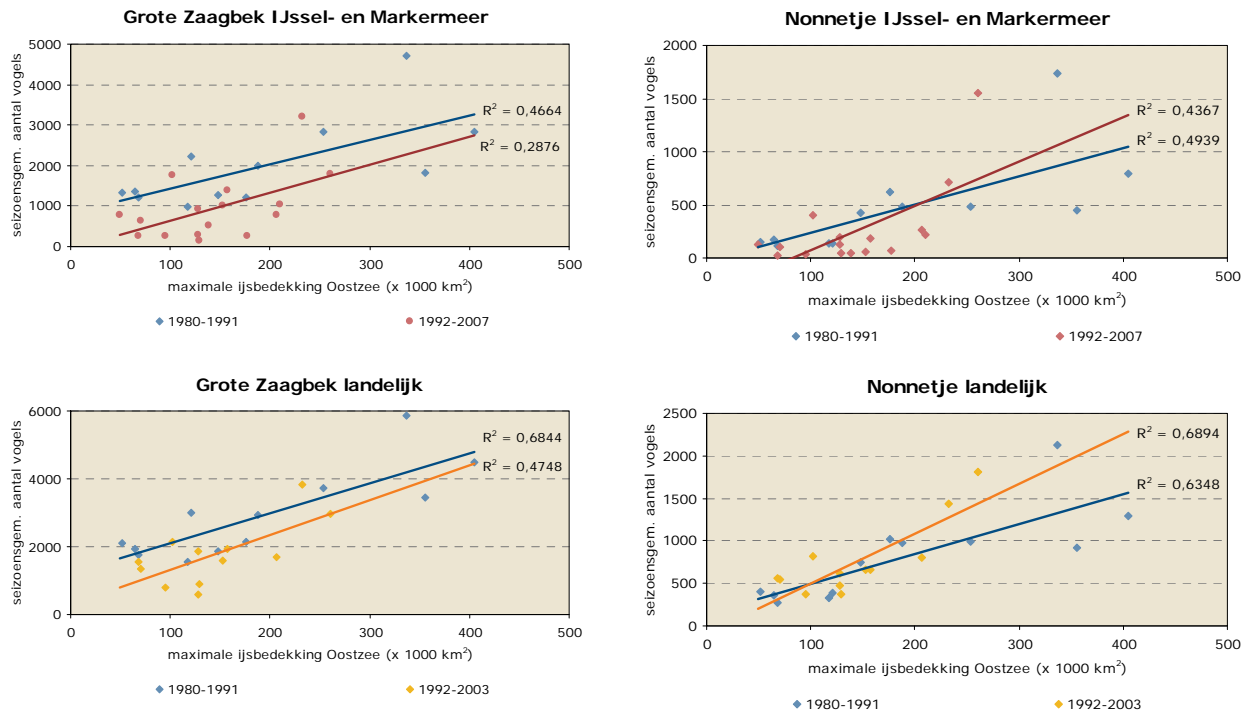 Grote Zaagbek IJssel- en Markermeer
seizoensgem. aantal vogels
5000
4000
3000
2000
1000
0
R² = 0,4664
R² = 0,2876
0 100 200 300 400 500
maximale ijsbedekking Oostzee (x 1000 km²)
1980-1991 1992-2007
Nonnetje IJssel- en Markermeer
seizoensgem. aantal vogels
2000
1500
1000
500
0
R² = 0,4367
R² = 0,4939
0 100 200 300 400 500
maximale ijsbedekking Oostzee (x 1000 km²)
1980-1991 1992-2007
Grote Zaagbek landelijk
seizoensgem. aantal vogels
6000
4000
2000
0
R² = 0,6844
R² = 0,4748
0 100 200 300 400 500
maximale ijsbedekking Oostzee (x 1000 km²)
1980-1991 1992-2003
Nonnetje landelijk
seizoensgem. aantal vogels
2500
2000
1500
1000
500
0
R² = 0,6894
R² = 0,6348
0 100 200 300 400 500
maximale ijsbedekking Oostzee (x 1000 km²)
1980-1991 1992-2003